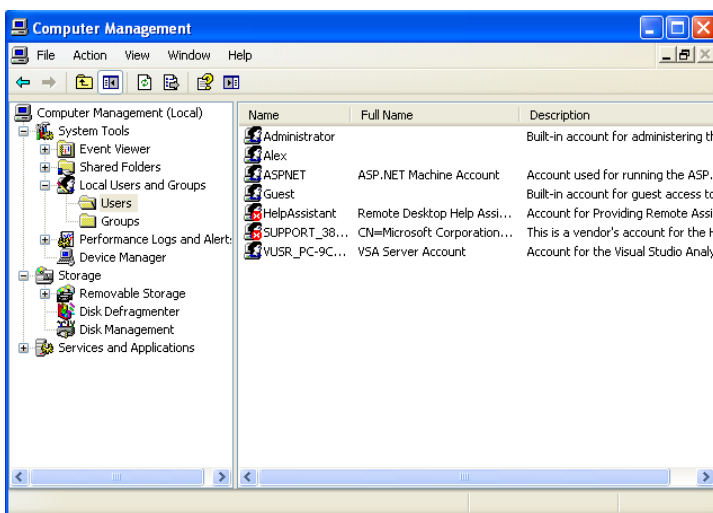 Computer Management
File Action View Window Help
Computer Management (Local)
System Tools
Event Viewer
Shared Folders
Local Users and Groups
Users
Groups
Performance Logs and Alert
Device Manager
Storage
Removable Storage
Disk Defragmenter
Disk Management
Services and Applications
Name Full Name Description
Administrator Built-in account for administering th
Alex
ASPNET ASP.NET Machine Account Account used for running the ASP.
Guest Built-in account for guest access to
HelpAssistant Remote Desktop Help Assi... Account for Providing Remote Assi
SUPPORT_38... CN=Microsoft Corporation... This is a vendor's account for the H
VUSR_PC-9C... VSA Server Account Account for the Visual Studio Analy